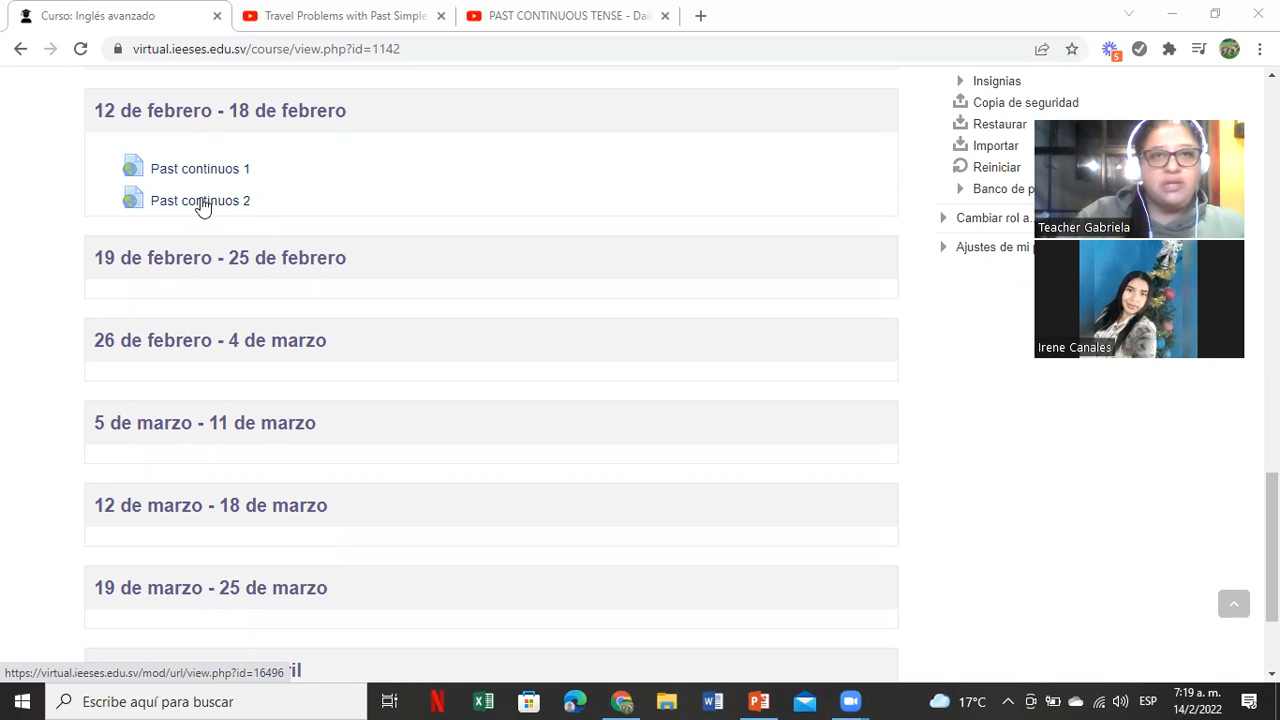 Curso: Inglés avanzado
Travel Problems with Past Simple
PAST CONTINUOUS TENSE - Dai
virtual.ieeses.edu.sv/course/view.php?id=1142
5
12 de febrero - 18 de febrero
Past continuos 1
Past continuos 2
19 de febrero - 25 de febrero
26 de febrero - 4 de marzo
5 de marzo - 11 de marzo
12 de marzo - 18 de marzo
19 de marzo - 25 de marzo
ril
Insignias
Copia de seguridad
Restaurar
Importar
Reiniciar
Banco de p
Cambiar rol a...
Ajustes de mi p
Teacher Gabriela
Irene Canales
https://virtual.ieeses.edu.sv/mod/url/view.php?id=16496
Escribe aquí para buscar
17°C
ESP
7:19 a. m.
14/2/2022